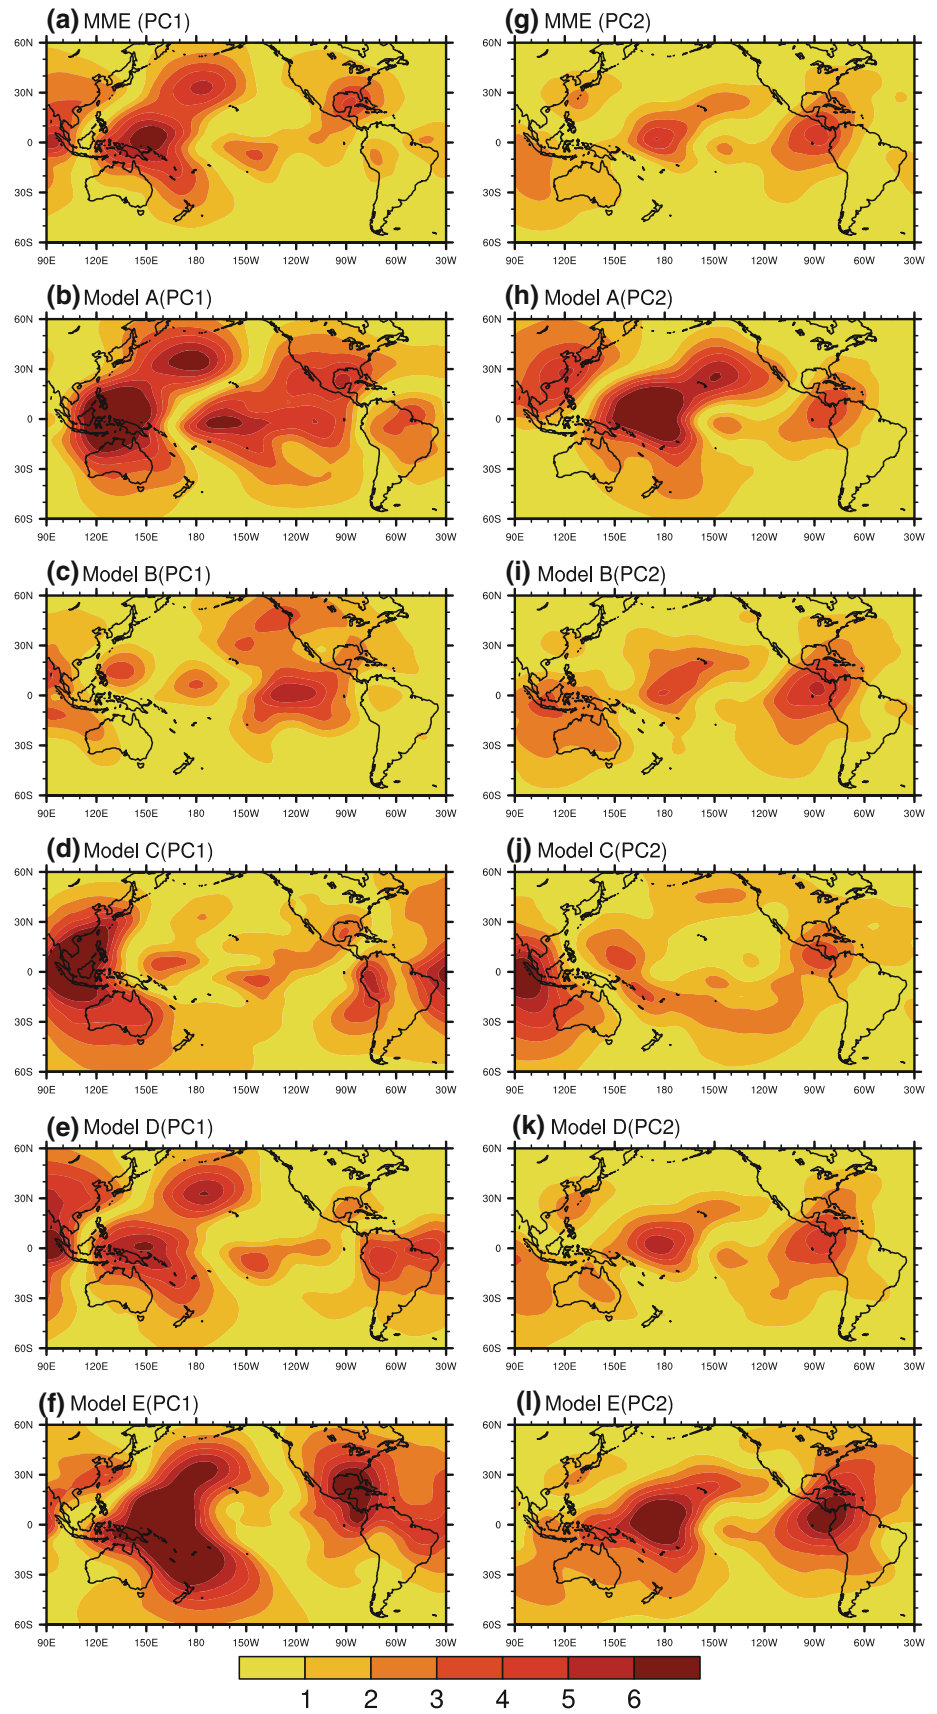 (a) MME (PC1)
60N
30N
0
30S
60S
90E 120E 150E 180 150W 120W 90W 60W 30W
(g) MME (PC2)
60N
30N
0
30S
60S
90E 120E 150E 180 150W 120W 90W 60W 30W
(b) Model A(PC1)
60N
30N
0
30S
60S
90E 120E 150E 180 150W 120W 90W 60W 30W
(h) Model A(PC2)
60N
30N
0
30S
60S
90E 120E 150E 180 150W 120W 90W 60W 30W
(c) Model B(PC1)
60N
30N
0
30S
60S
90E 120E 150E 180 150W 120W 90W 60W 30W
(i) Model B(PC2)
60N
30N
0
30S
60S
90E 120E 150E 180 150W 120W 90W 60W 30W
(d) Model C(PC1)
60N
30N
0
30S
60S
90E 120E 150E 180 150W 120W 90W 60W 30W
(j) Model C(PC2)
60N
30N
0
30S
60S
90E 120E 150E 180 150W 120W 90W 60W 30W
(e) Model D(PC1)
60N
30N
0
30S
60S
90E 120E 150E 180 150W 120W 90W 60W 30W
(k) Model D(PC2)
60N
30N
0
30S
60S
90E 120E 150E 180 150W 120W 90W 60W 30W
(f) Model E(PC1)
60N
30N
0
30S
60S
90E 120E 150E 180 150W 120W 90W 60W 30W
(l) Model E(PC2)
60N
30N
0
30S
60S
90E 120E 150E 180 150W 120W 90W 60W 30W
1 2 3 4 5 6